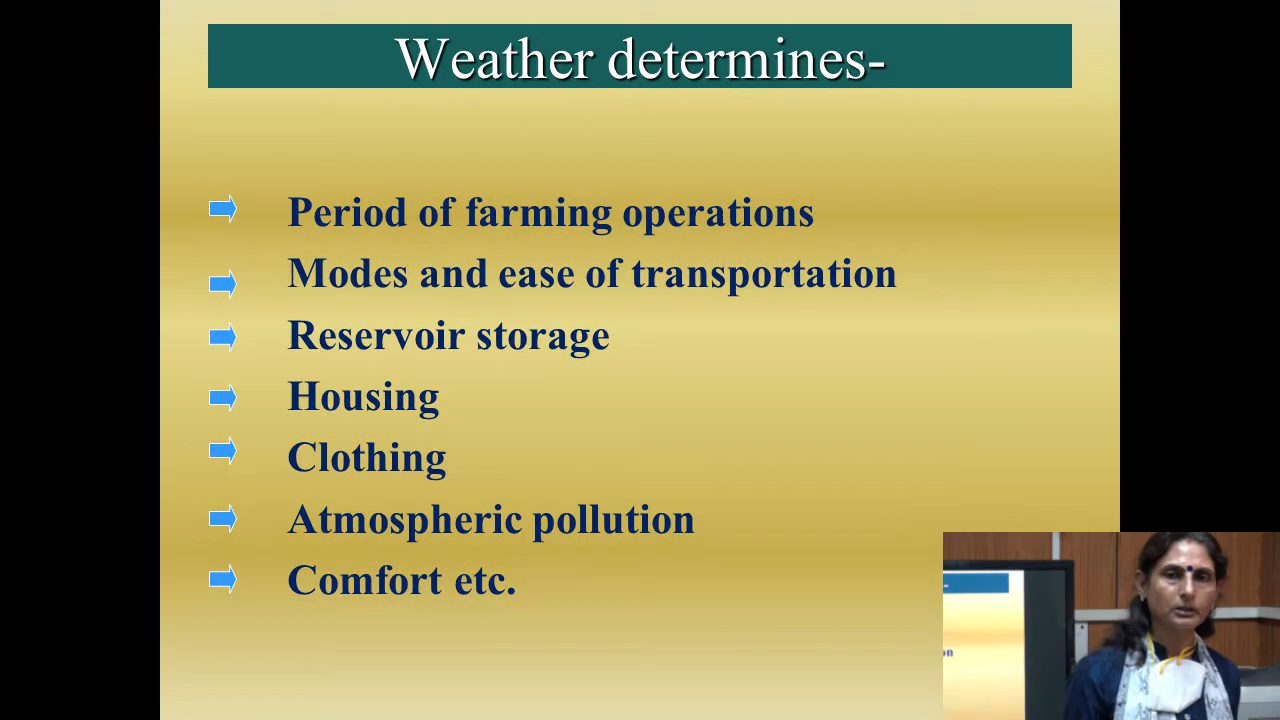 Weather determines-
Period of farming operations
Modes and ease of transportation
Reservoir storage
Housing
Clothing
Atmospheric pollution
Comfort etc.